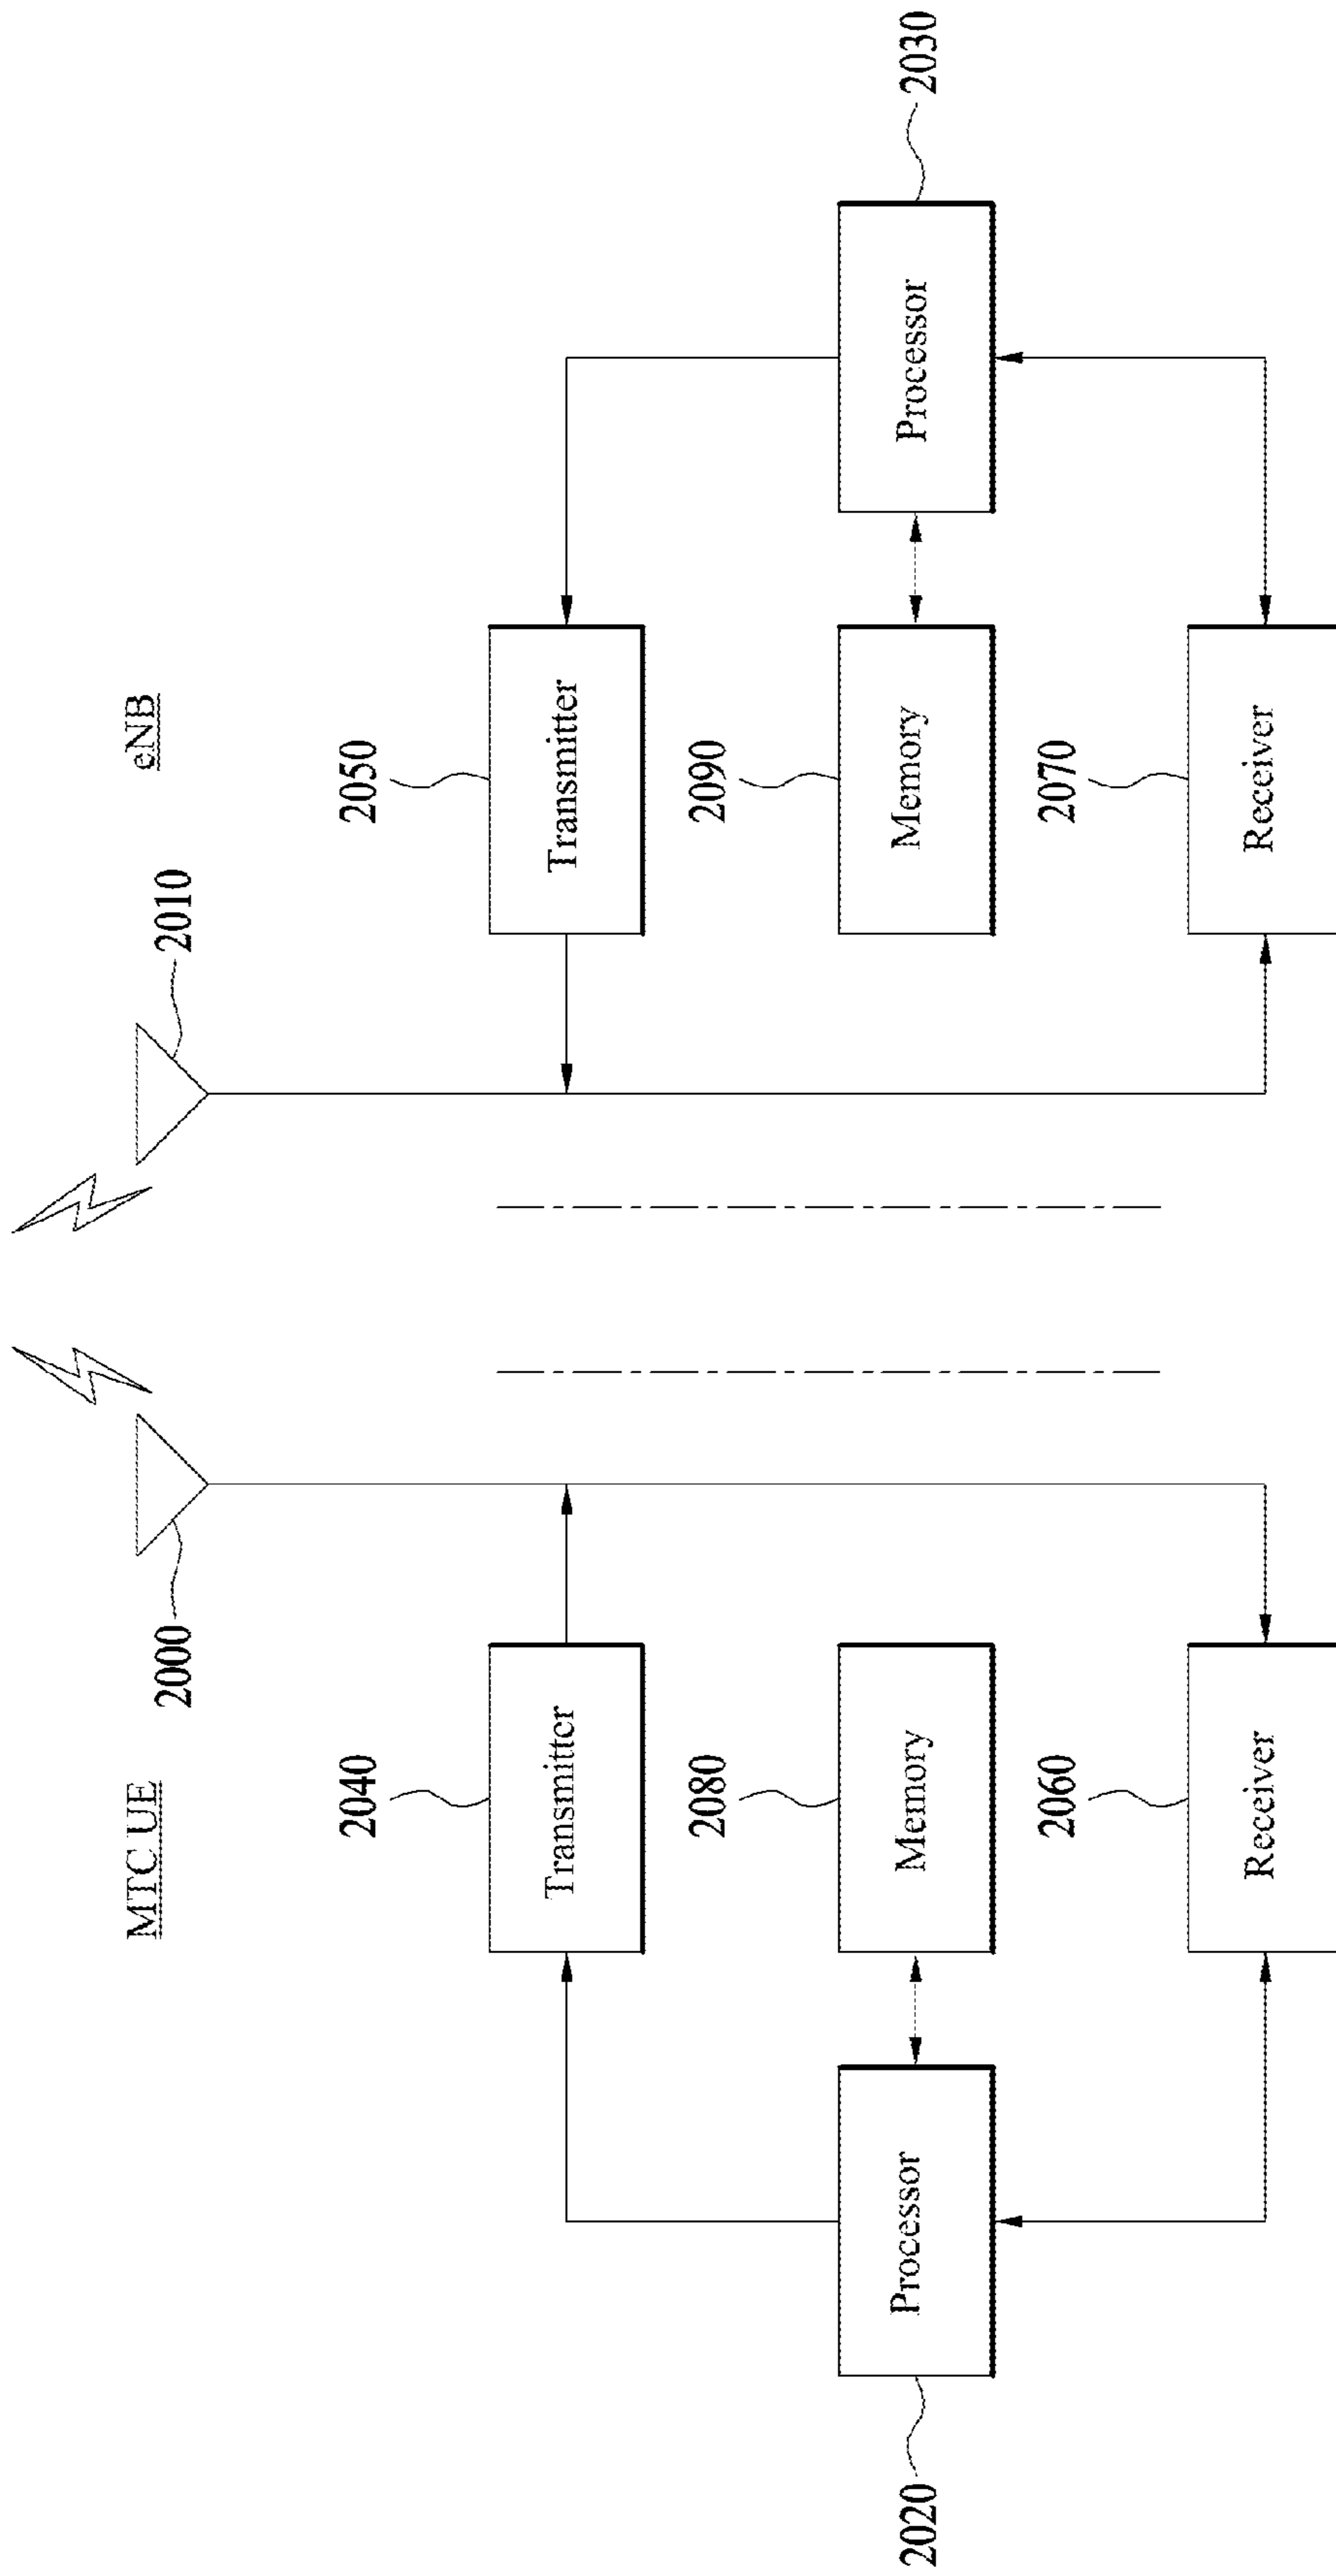 MTC UE
eNB
2000
2010
2040
2050
Transmitter
Transmitter
2080
2090
Processor
Memory
Memory
Processor
2020
2030
2060
2070
Receiver
Receiver